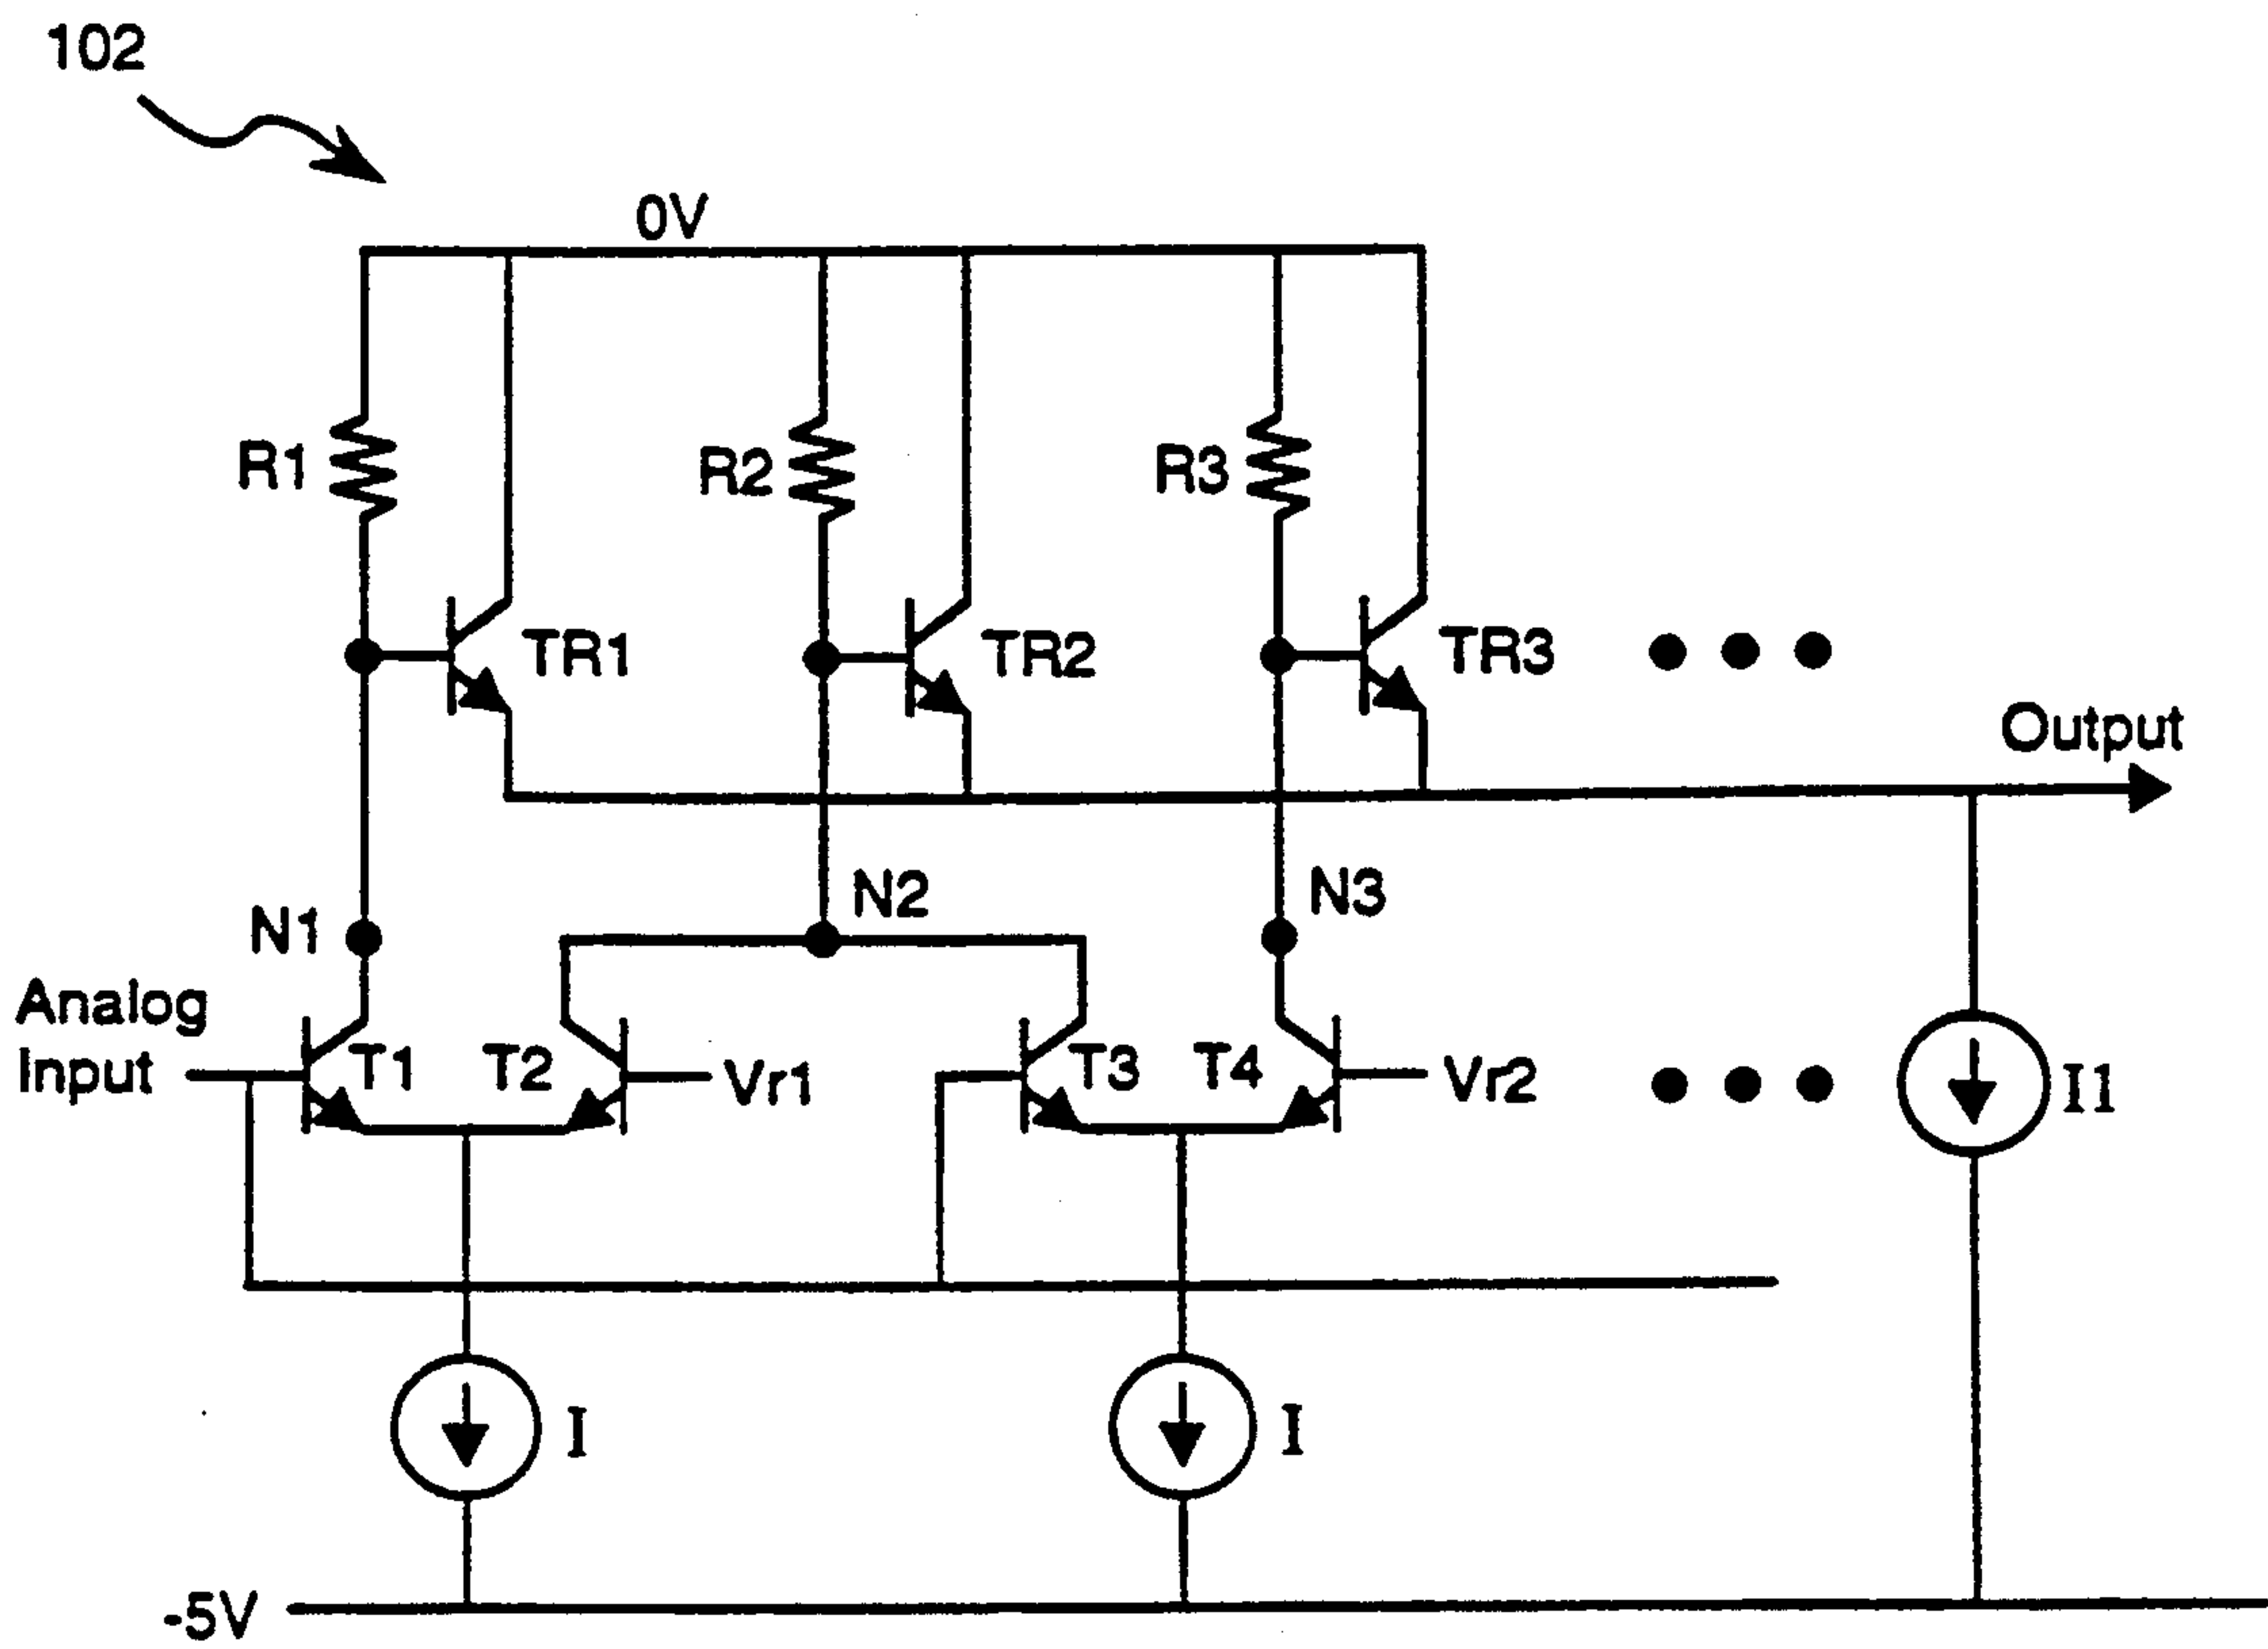 102
0V
R1
R2
R3
TR1
TR2
TR3
Output
N1
N2
N3
Analog
Input
T1
T2
Vr1
T3
T4
Vr2
I1
I
I
-5V